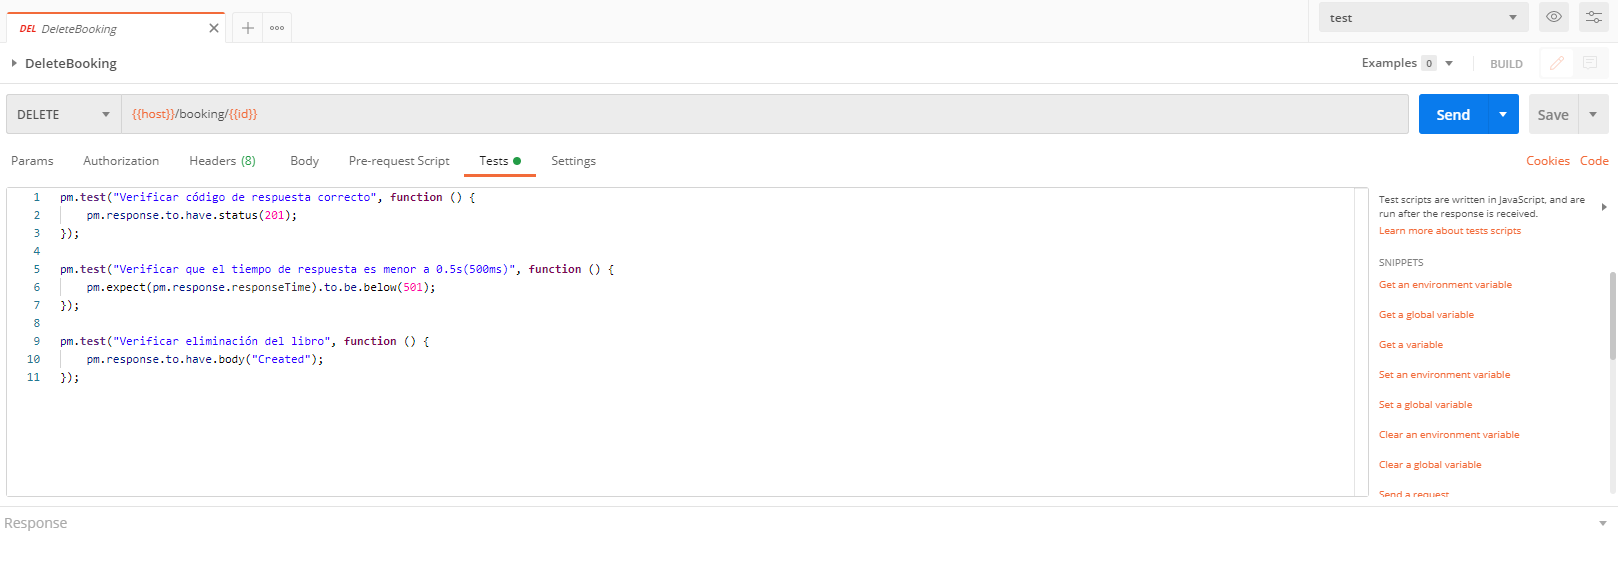 DEL DeleteBooking
test
DeleteBooking
Examples 0 BUILD
DELETE {{host}}/booking/{{id}} Send Save
Params Authorization Headers (8) Body Pre-request Script Tests Settings Cookies Code
1 pm.test("Verificar código de respuesta correcto", function () {
2 pm.response.to.have.status(201);
3 });
4
5 pm.test("Verificar que el tiempo de respuesta es menor a 0.5s(500ms)", function () {
6 pm.expect(pm.response.responseTime).to.be.below(501);
7 });
8
9 pm.test("Verificar eliminación del libro", function () {
10 pm.response.to.have.body("Created");
11 });
Test scripts are written in JavaScript, and are
run after the response is received.
Learn more about tests scripts
SNIPPETS
Get an environment variable
Get a global variable
Get a variable
Set an environment variable
Set a global variable
Clear an environment variable
Clear a global variable
Send a request
Response